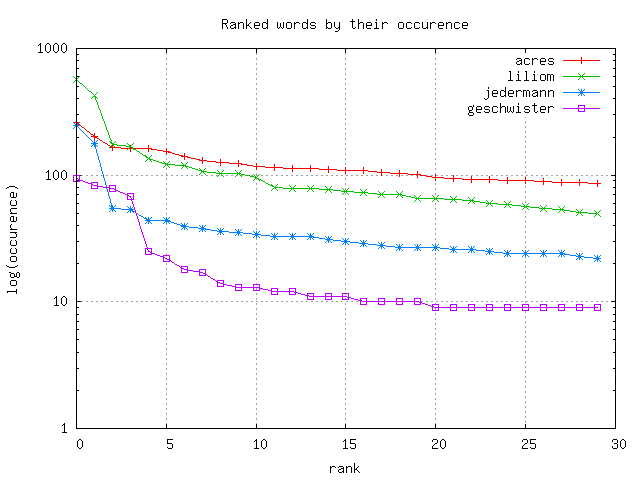 Ranked words by their occurence
1000
100
10
1
log(occurence)
acres
liliom
jedermann
geschwister
0 5 10 15 20 25 30
rank